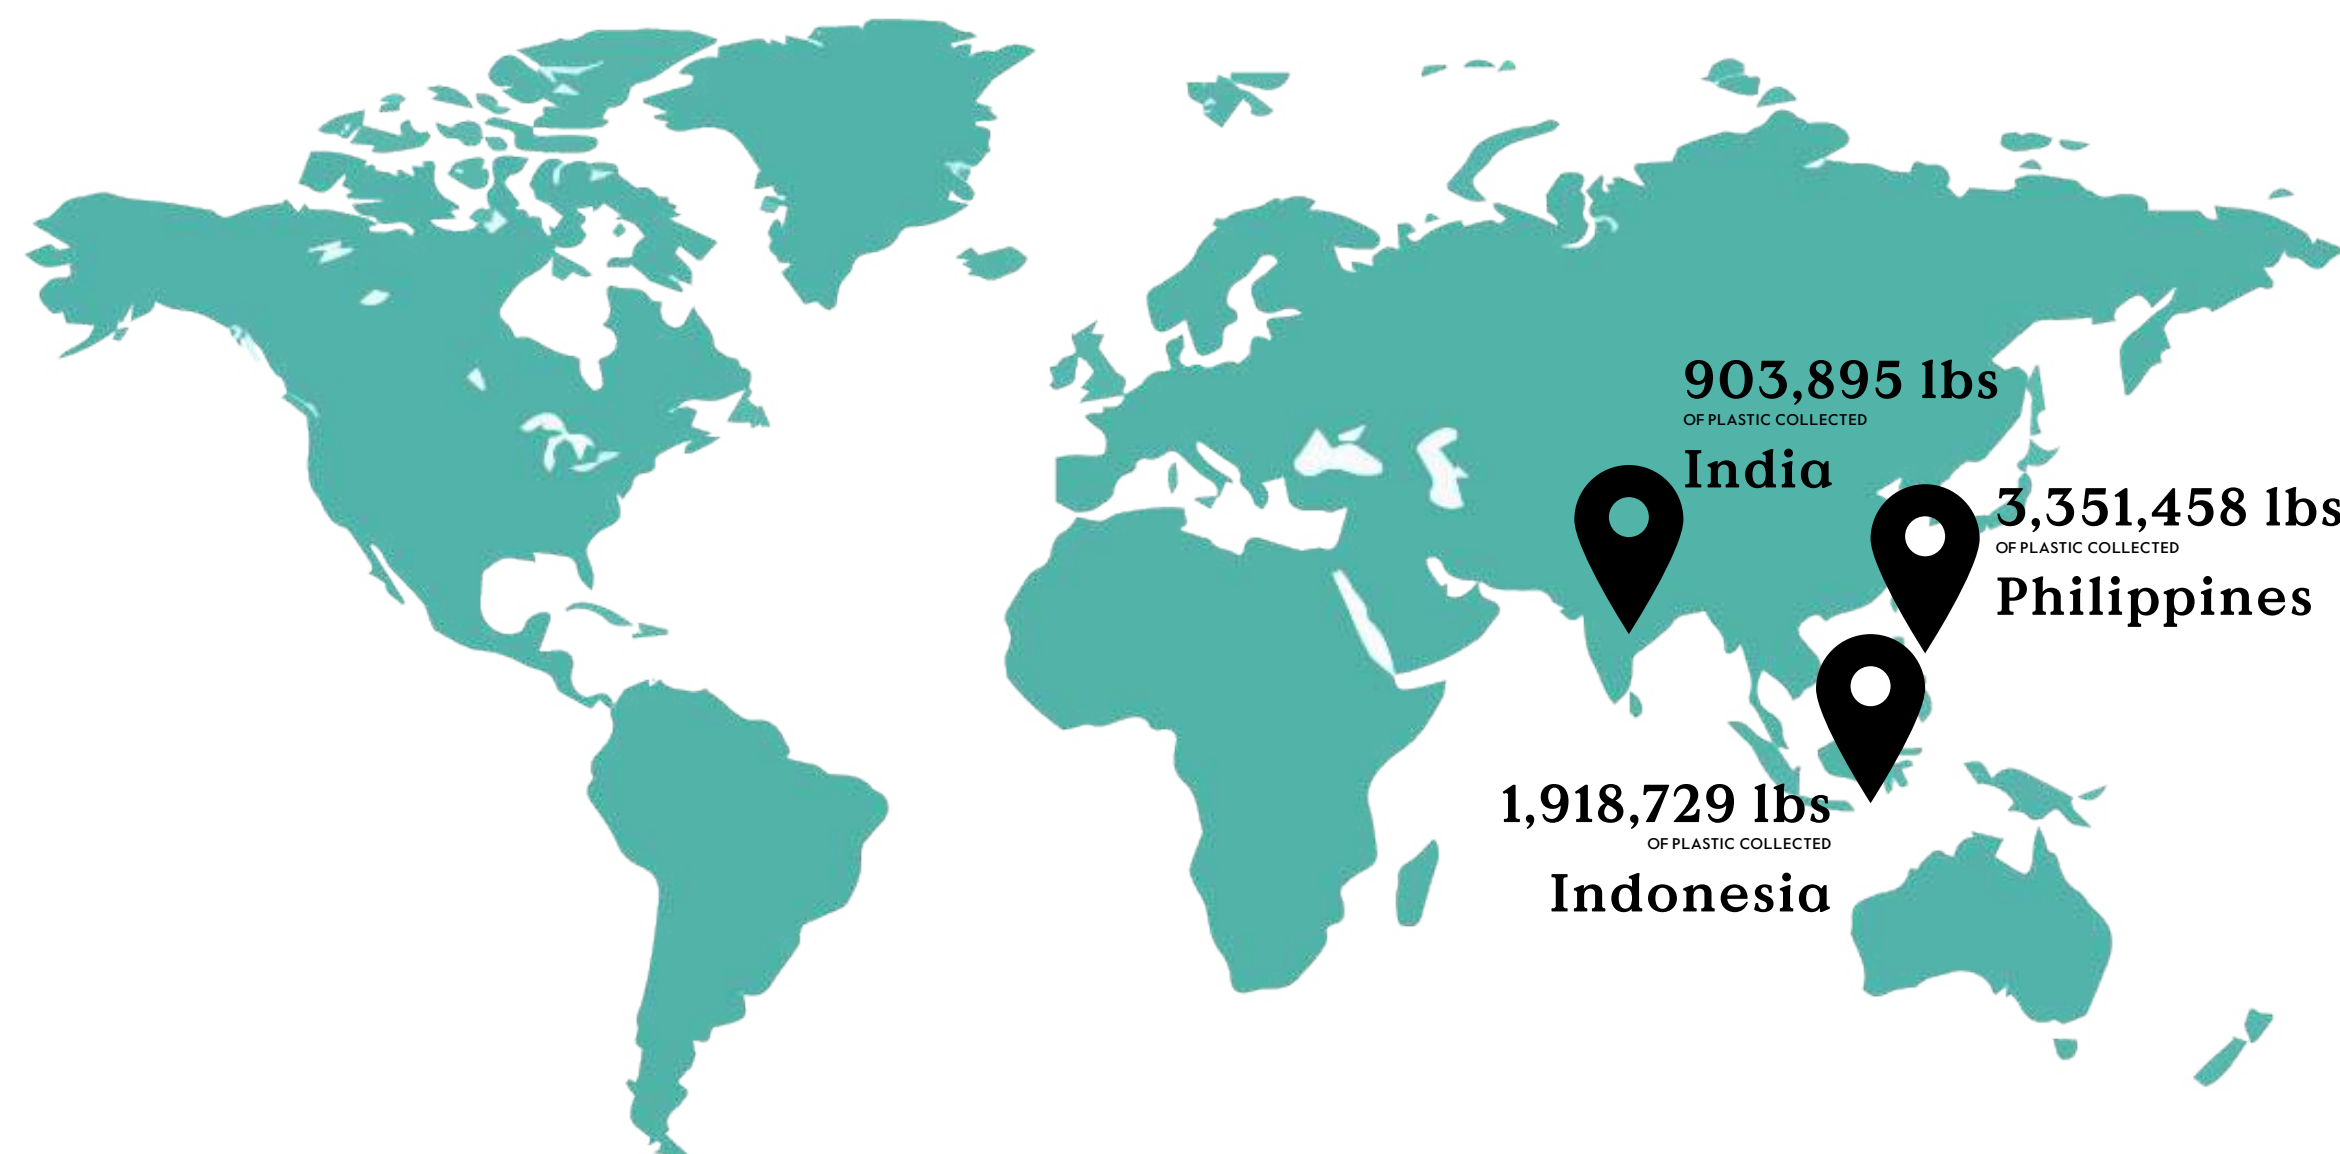 903,895 lbs
OF PLASTIC COLLECTED
India
3,351,458 lbs
OF PLASTIC COLLECTED
Philippines
1,918,729 lbs
OF PLASTIC COLLECTED
Indonesia